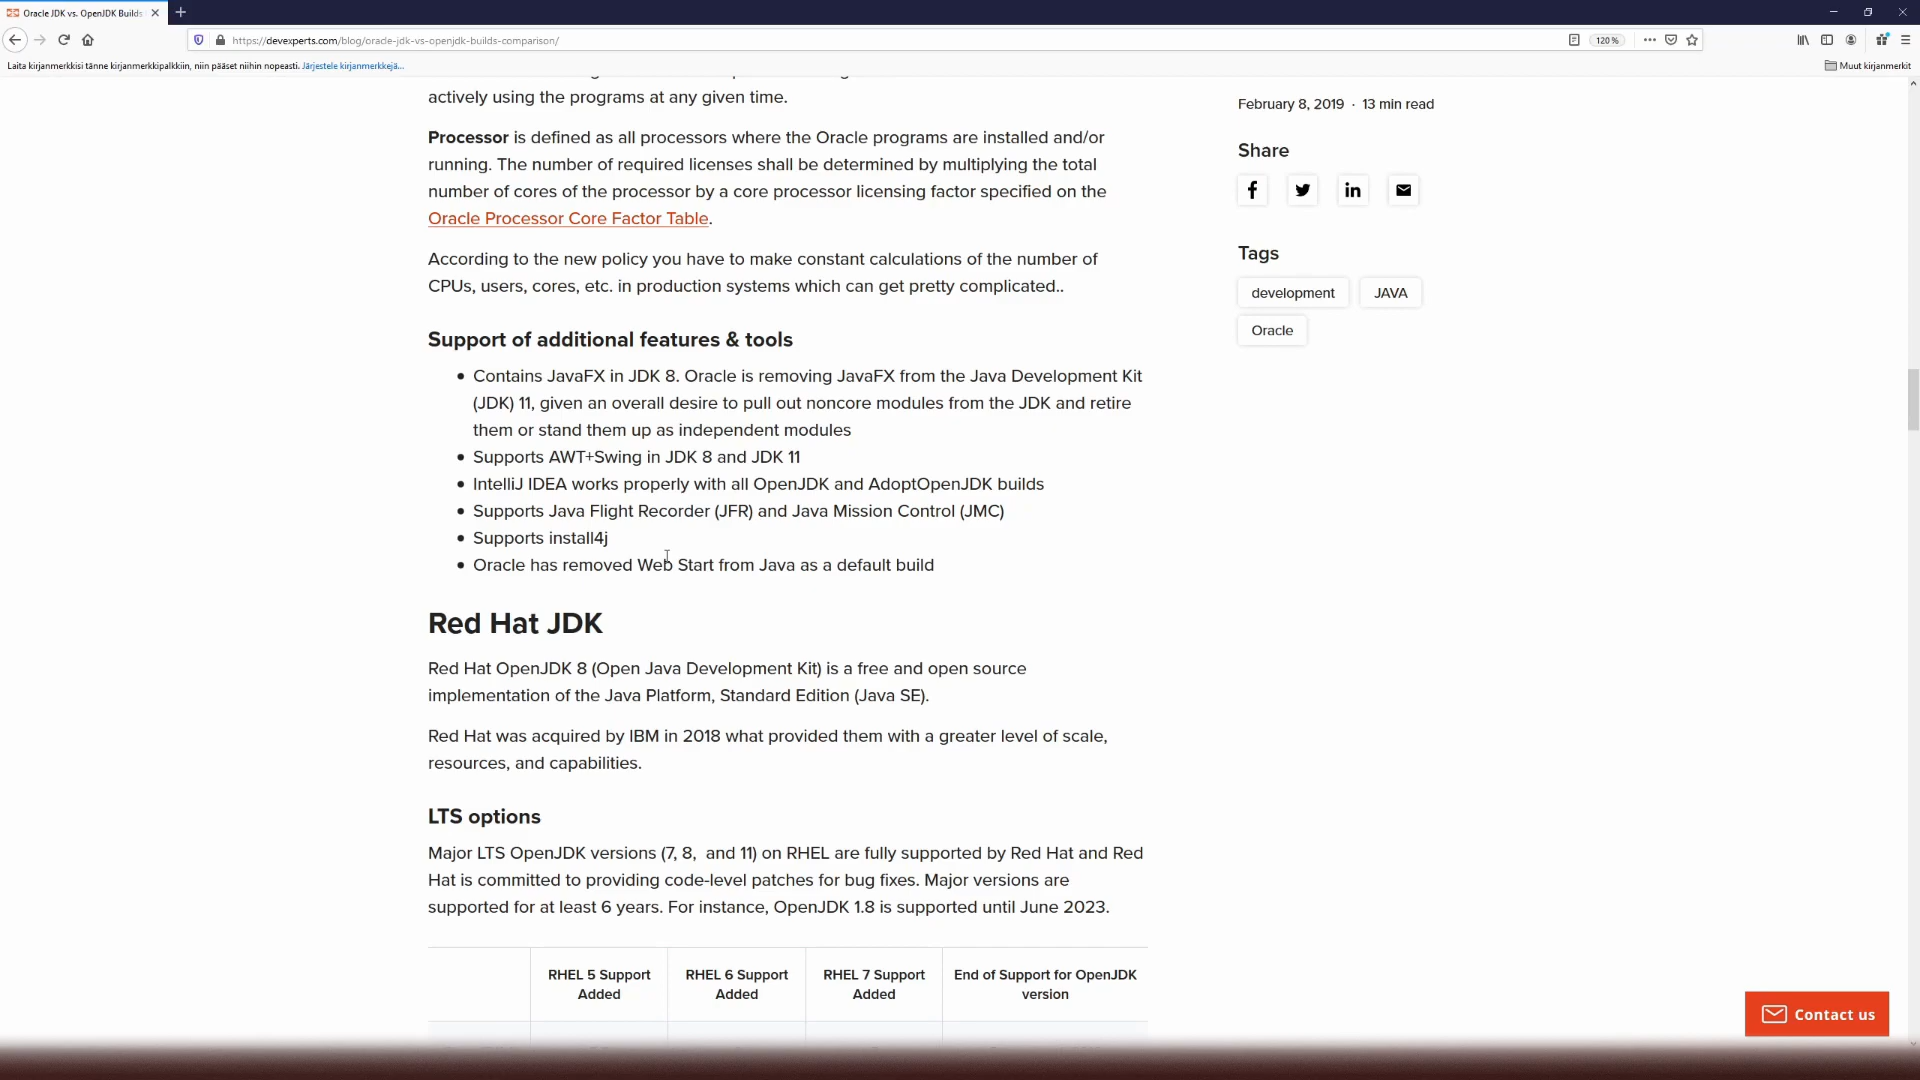 Oracle JDK vs. OpenJDK Builds
https://devexperts.com/blog/oracle-jdk-vs-openjdk-builds-comparison/
120 %
Laita kirjanmerkkisi tänne kirjanmerkkipalkkiin, niin pääset niihin nopeasti. Järjestele kirjanmerkkejä...
Muut kirjanmerkit
actively using the programs at any given time.
Processor is defined as all processors where the Oracle programs are installed and/or
running. The number of required licenses shall be determined by multiplying the total
number of cores of the processor by a core processor licensing factor specified on the
Oracle Processor Core Factor Table.
According to the new policy you have to make constant calculations of the number of
CPUs, users, cores, etc. in production systems which can get pretty complicated..
Support of additional features & tools
• Contains JavaFX in JDK 8. Oracle is removing JavaFX from the Java Development Kit
(JDK) 11, given an overall desire to pull out noncore modules from the JDK and retire
them or stand them up as independent modules
• Supports AWT+Swing in JDK 8 and JDK 11
• IntelliJ IDEA works properly with all OpenJDK and AdoptOpenJDK builds
• Supports Java Flight Recorder (JFR) and Java Mission Control (JMC)
• Supports install4j
• Oracle has removed Web Start from Java as a default build
Red Hat JDK
Red Hat OpenJDK 8 (Open Java Development Kit) is a free and open source
implementation of the Java Platform, Standard Edition (Java SE).
Red Hat was acquired by IBM in 2018 what provided them with a greater level of scale,
resources, and capabilities.
LTS options
Major LTS OpenJDK versions (7, 8, and 11) on RHEL are fully supported by Red Hat and Red
Hat is committed to providing code-level patches for bug fixes. Major versions are
supported for at least 6 years. For instance, OpenJDK 1.8 is supported until June 2023.
RHEL 5 Support
Added
RHEL 6 Support
Added
RHEL 7 Support
Added
End of Support for OpenJDK
version
February 8, 2019 · 13 min read
Share
Tags
development
JAVA
Oracle
Contact us